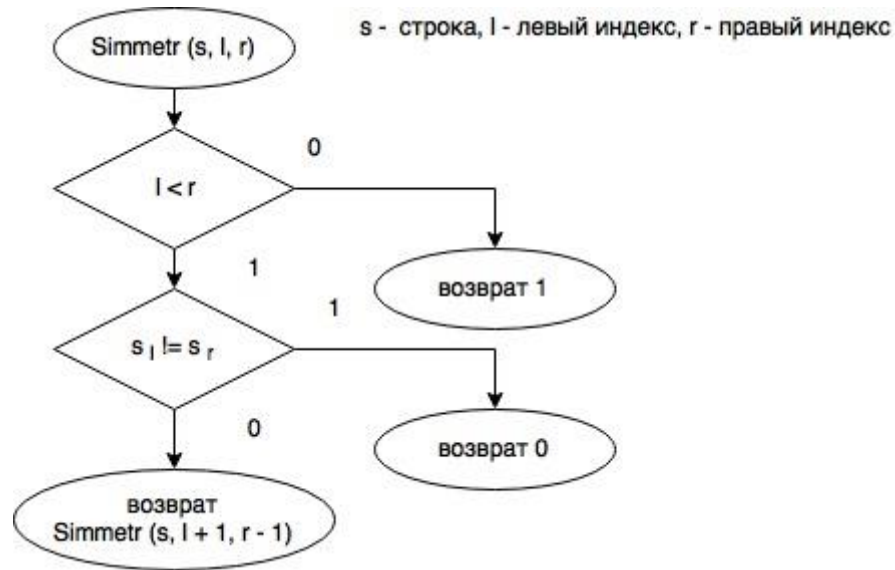 Simmetr (s, l, r)
s - строка, l - левый индекс, r - правый индекс
0
l < r
1
возврат 1
1
s l != s r
0
возврат 0
возврат
Simmetr (s, l + 1, r - 1)